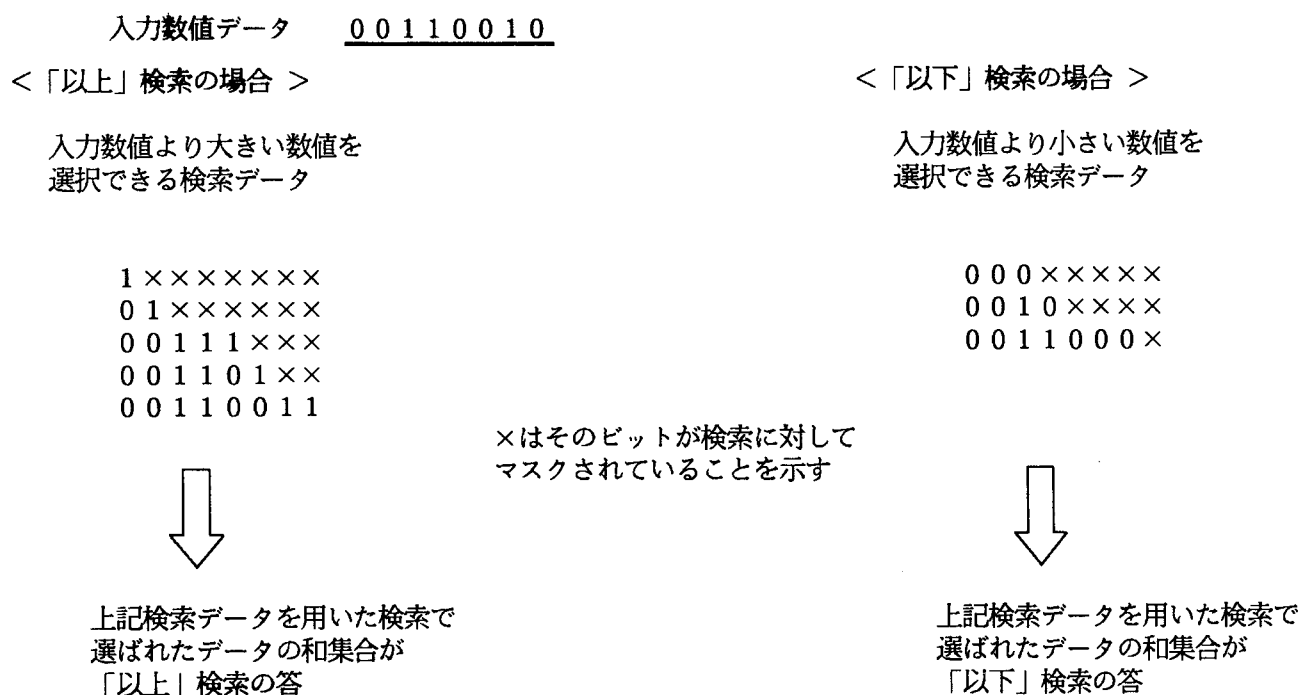 入力数値データ 00110010
＜「以上」検索の場合＞
入力数値より大きい数値を
選択できる検索データ
1×××××××
01××××××
00111×××
001101××
00110011
上記検索データを用いた検索で
選ばれたデータの和集合が
「以上」検索の答
×はそのビットが検索に対して
マスクされていることを示す
＜「以下」検索の場合＞
入力数値より小さい数値を
選択できる検索データ
000×××××
0010××××
0011000×
上記検索データを用いた検索で
選ばれたデータの和集合が
「以下」検索の答